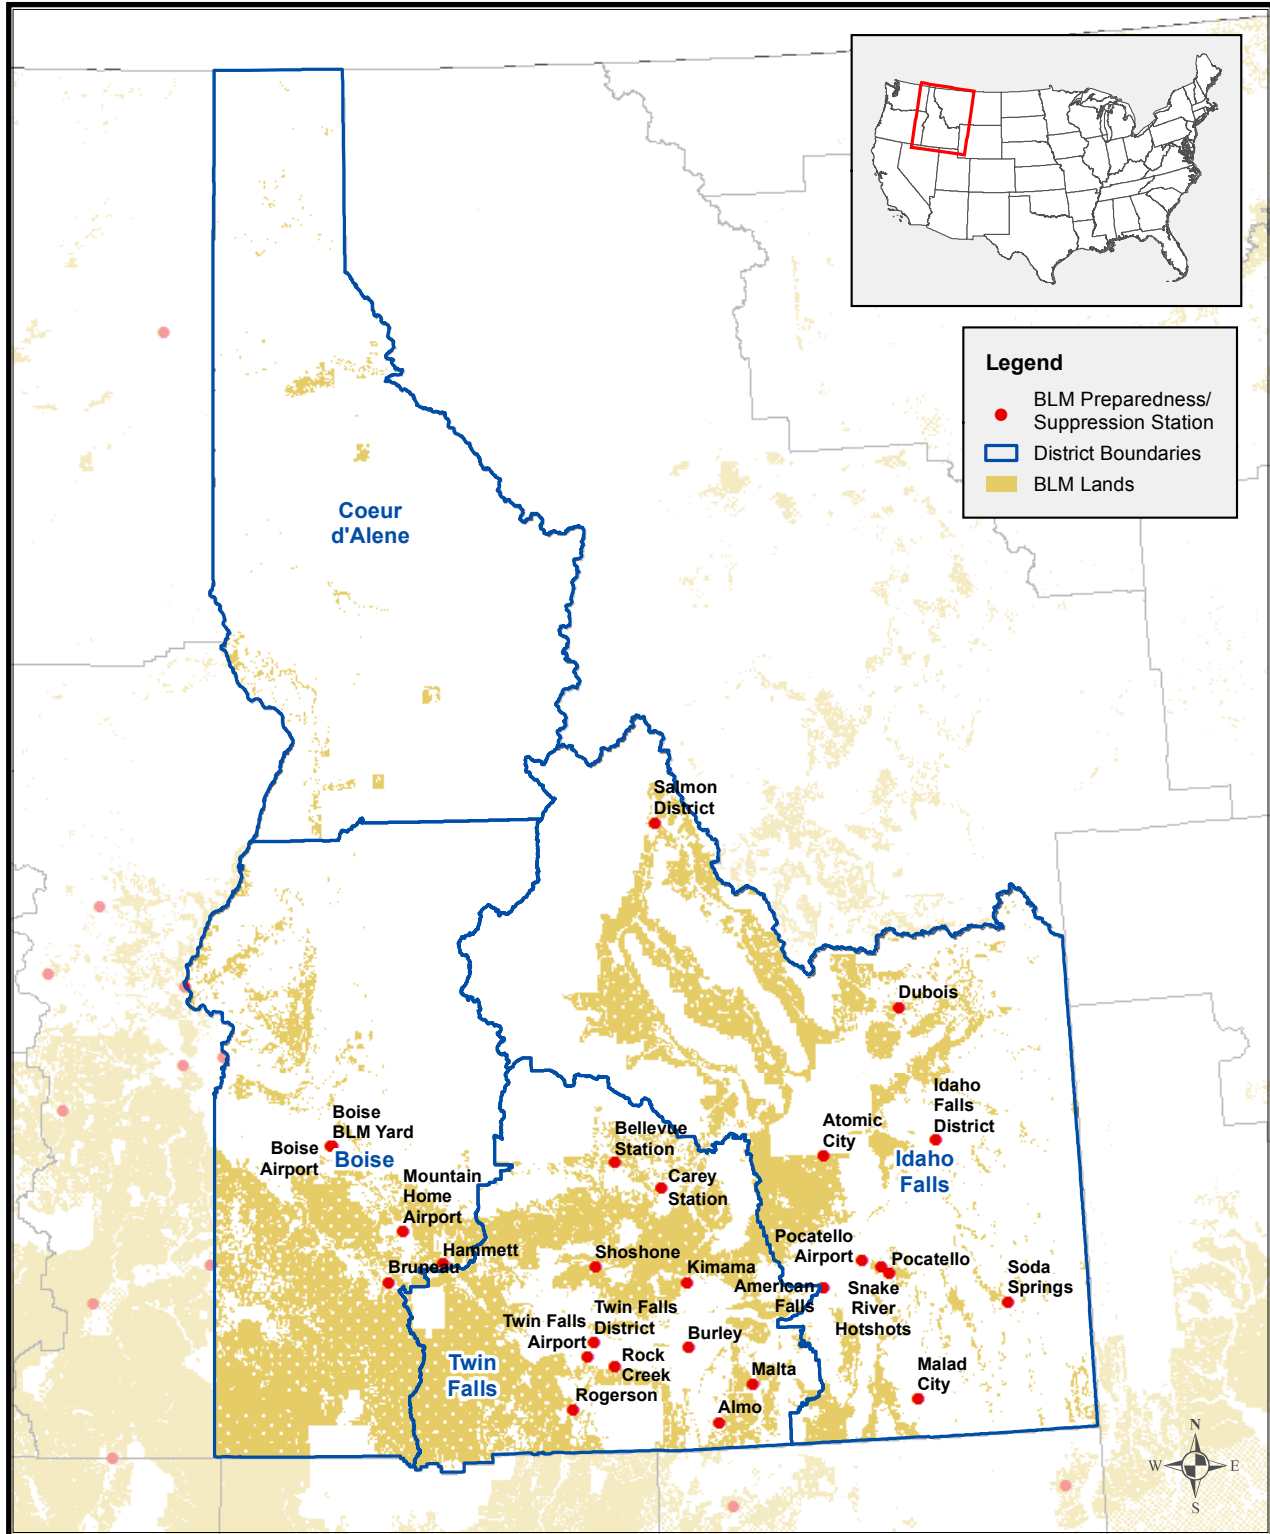 Legend
BLM Preparedness/
Suppression Station
District Boundaries
BLM Lands
Coeur
d'Alene
Salmon
District
Dubois
Idaho
Falls
District
Atomic
City
Idaho
Falls
Boise
BLM Yard
Boise
Airport
Boise
Mountain
Home
Airport
Bellevue
Station
Carey
Station
Hammett
Bruneau
Shoshone
Kimama
Pocatello
Airport
Pocatello
American
Falls
Snake
River
Hotshots
Soda
Springs
Twin Falls
District
Twin Falls
Airport
Burley
Rock
Creek
Twin
Falls
Rogerson
Malta
Almo
Malad
City
N
W
E
S